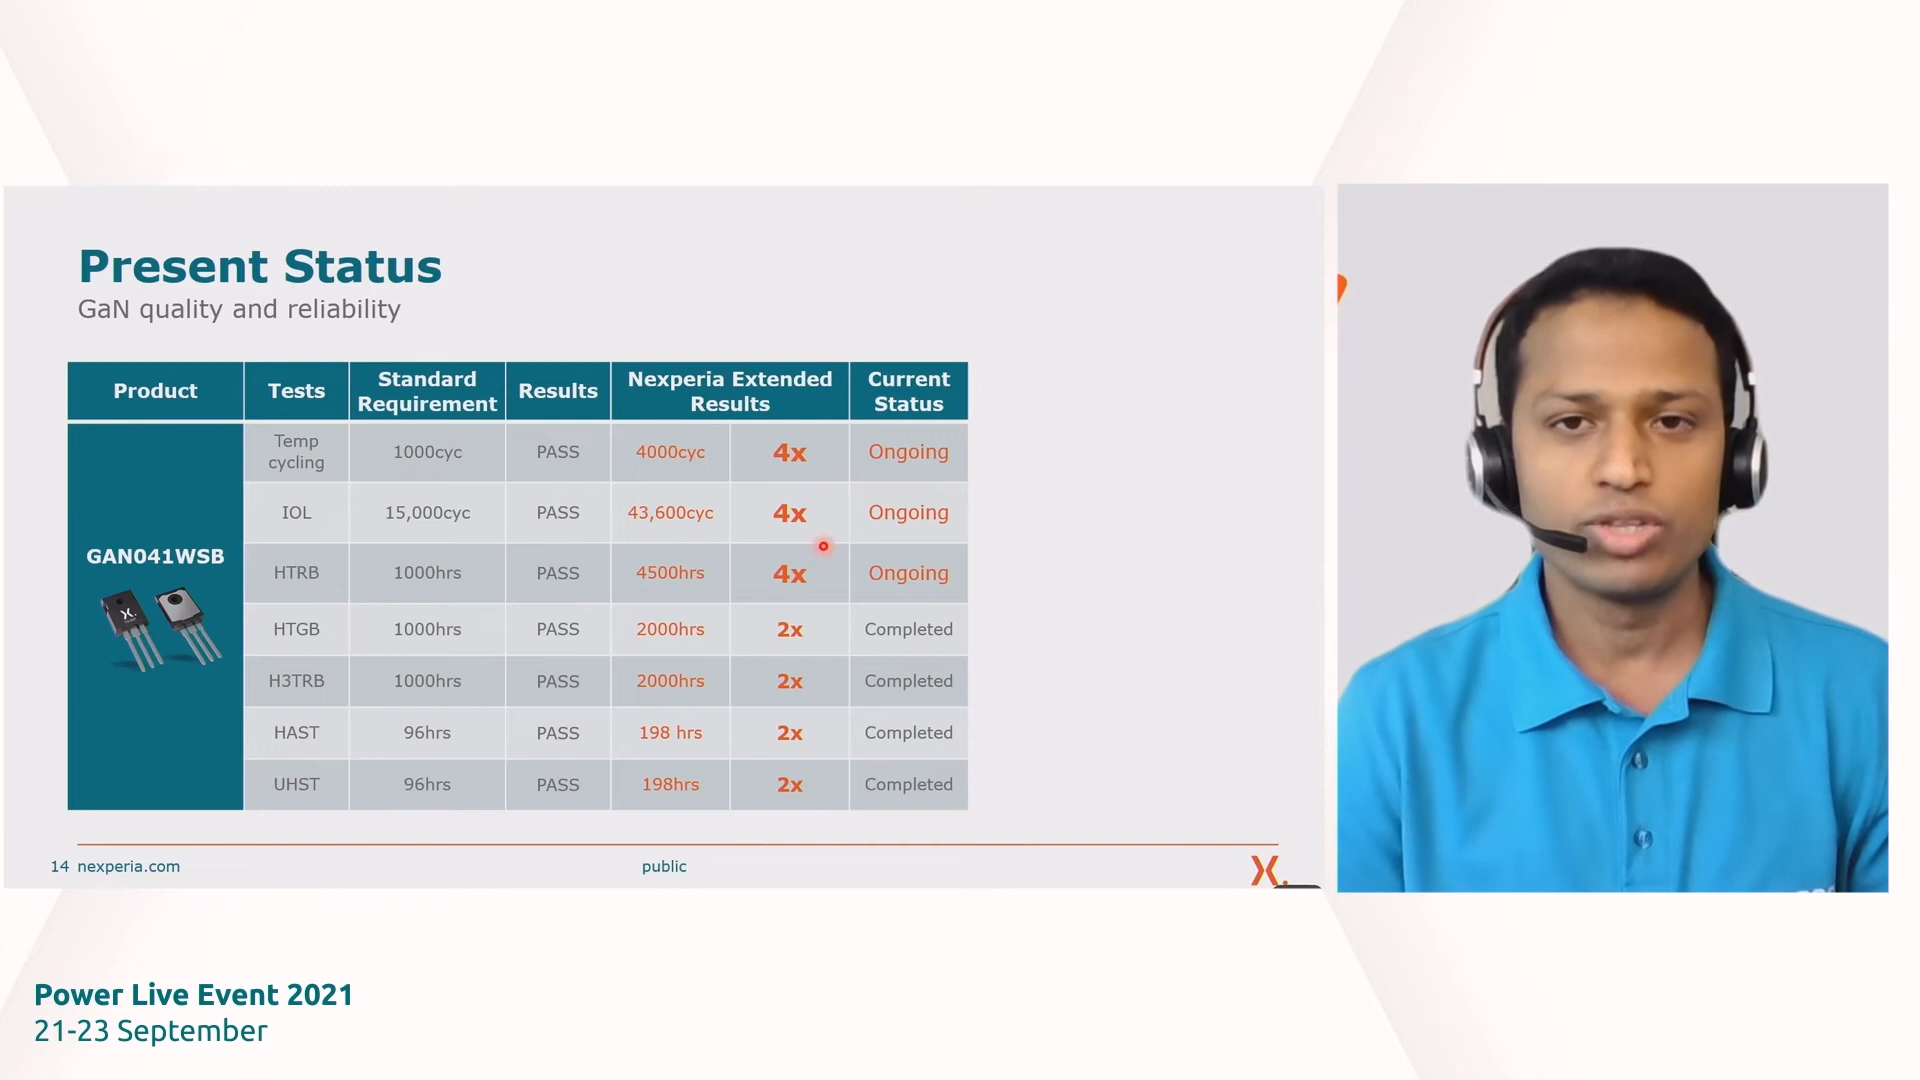 Present Status
GaN quality and reliability
Product
Tests
Standard
Requirement
Results
Nexperia Extended
Results
Current
Status
GAN041WSB
Temp
cycling
1000cyc
PASS
4000cyc
4x
Ongoing
IOL
15,000cyc
PASS
43,600cyc
4x
Ongoing
HTRB
1000hrs
PASS
4500hrs
4x
Ongoing
HTGB
1000hrs
PASS
2000hrs
2x
Completed
H3TRB
1000hrs
PASS
2000hrs
2x
Completed
HAST
96hrs
PASS
198 hrs
2x
Completed
UHST
96hrs
PASS
198hrs
2x
Completed
14 nexperia.com
public
Power Live Event 2021
21-23 September